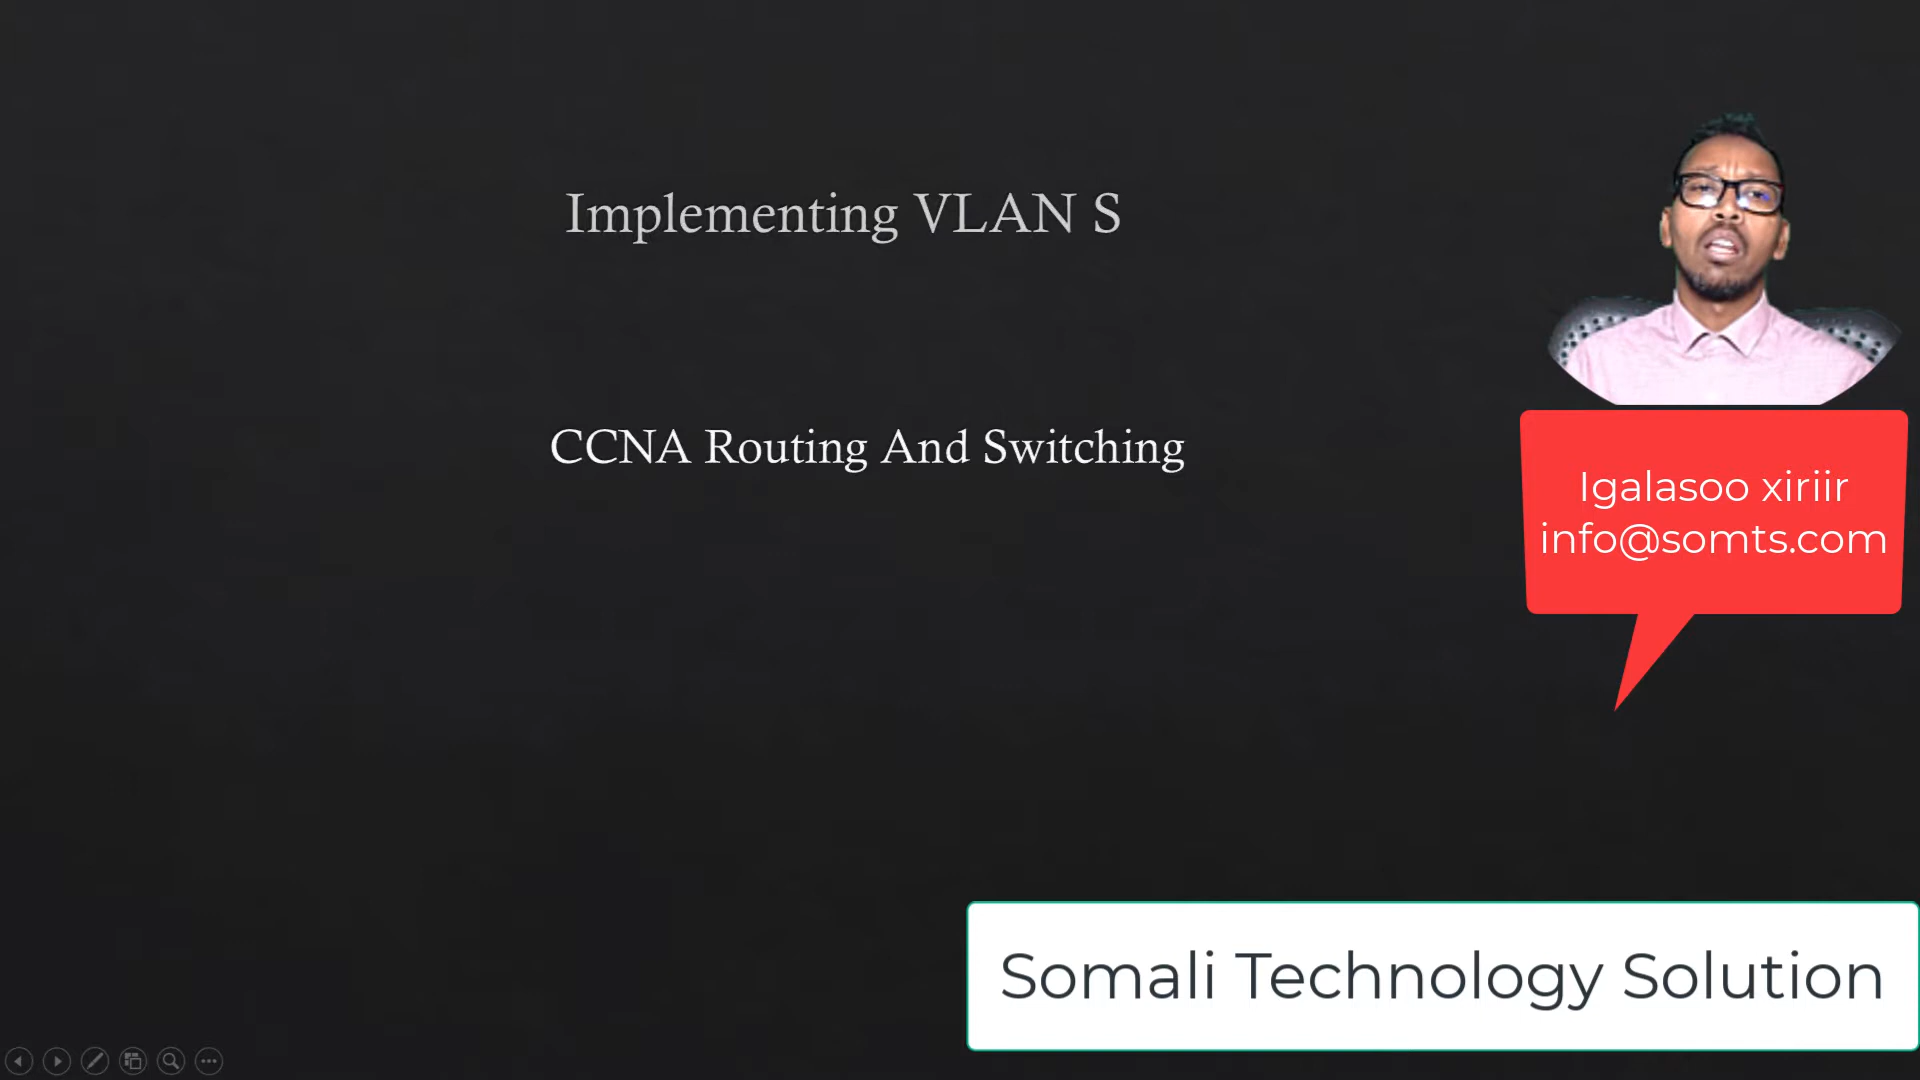 Implementing VLAN S
CCNA Routing And Switching
Igalasoo xiriir
info@somts.com
Somali Technology Solution